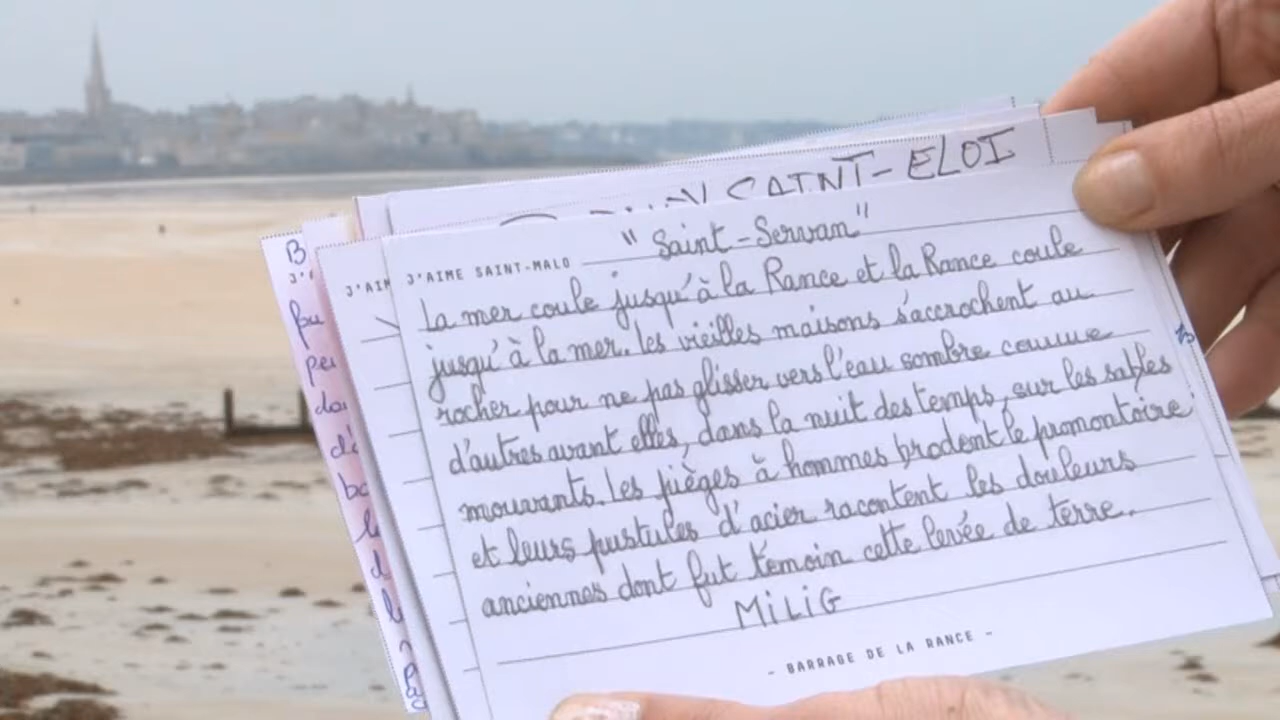 SAINT-ELOI
"Saint-Servan"
J'AIME SAINT-MALO
La mer coule jusqu'à la Rance et la Rance coule
jusqu'à la mer. Les vieilles maisons s'accrochent au
rocher pour ne pas glisser vers l'eau sombre comme
d'autres avant elles, dans la nuit des temps, sur les sables
mouvants. Les pièges à hommes brodent le promontoire
et leurs pustules d'acier racontent les douleurs
anciennes dont fut témoin cette levée de terre.
MILIG
- BARRAGE DE LA RANCE -